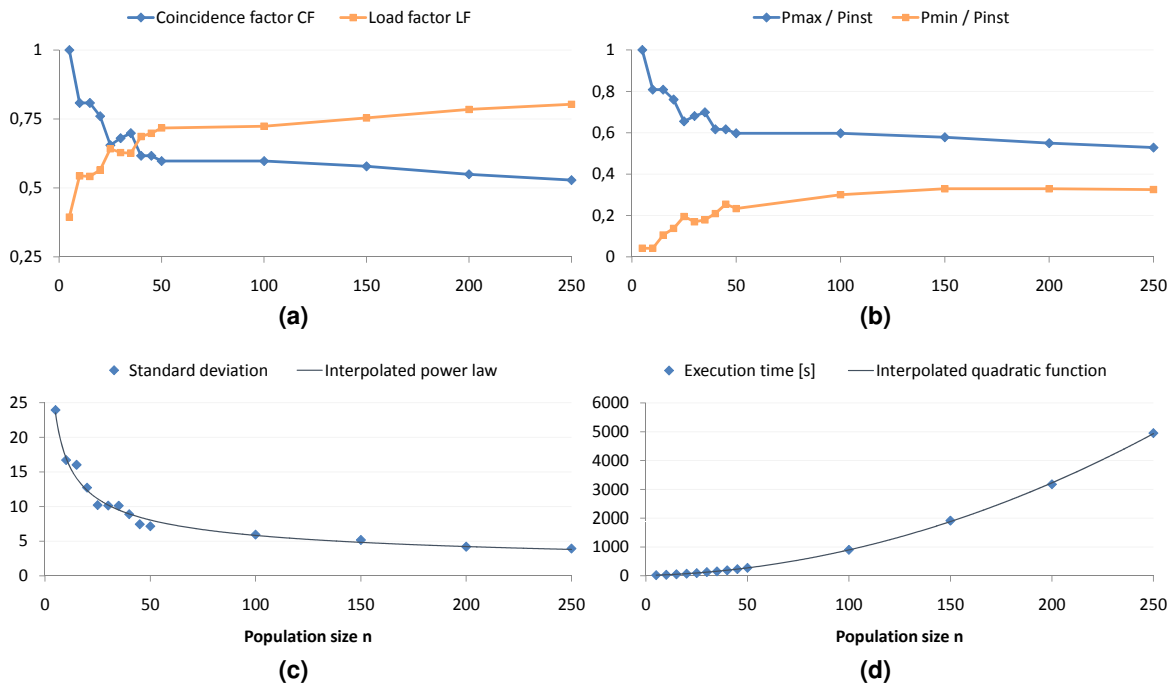 Coincidence factor CF Load factor LF
1
0,75
0,5
0,25
0 50 100 150 200 250
(a)
Pmax / Pinst Pmin / Pinst
1
0,8
0,6
0,4
0,2
0
0 50 100 150 200 250
(b)
Standard deviation Interpolated power law
25
20
15
10
5
0
0 50 100 150 200 250
Population size n
(c)
Execution time [s] Interpolated quadratic function
6000
5000
4000
3000
2000
1000
0
0 50 100 150 200 250
Population size n
(d)